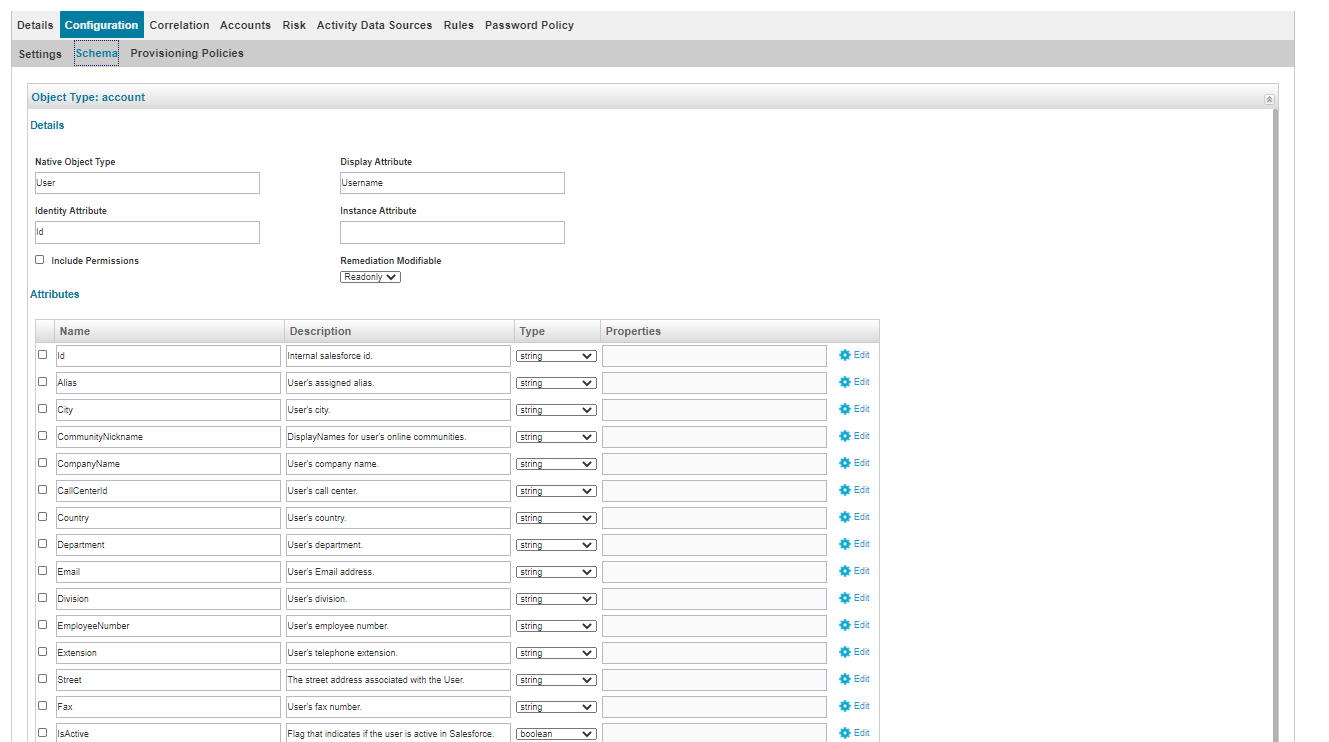 Details Configuration Correlation Accounts Risk Activity Data Sources Rules Password Policy
Settings Schema Provisioning Policies
Object Type: account
Details
Native Object Type Display Attribute
User Username
Identity Attribute Instance Attribute
Id
Include Permissions Remediation Modifiable
Readonly
Attributes
Name Description Type Properties
Id Internal salesforce id. string Edit
Alias User's assigned alias. string Edit
City User's city. string Edit
CommunityNickname DisplayNames for user's online communities. string Edit
CompanyName User's company name. string Edit
CallCenterId User's call center. string Edit
Country User's country. string Edit
Department User's department. string Edit
Email User's Email address. string Edit
Division User's division. string Edit
EmployeeNumber User's employee number. string Edit
Extension User's telephone extension. string Edit
Street The street address associated with the User. string Edit
Fax User's fax number. string Edit
IsActive Flag that indicates if the user is active in Salesforce. boolean Edit